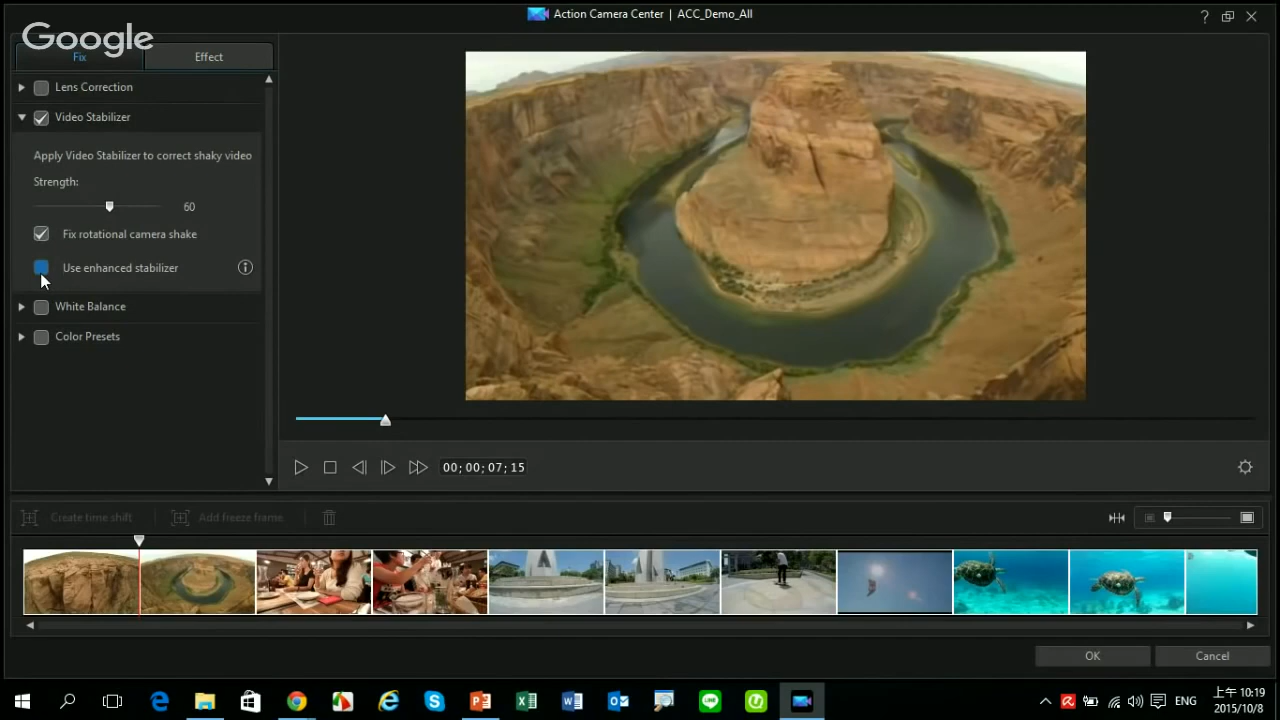 Action Camera Center | ACC_Demo_All
?
Google
Fix
Effect
Lens Correction
Video Stabilizer
Apply Video Stabilizer to correct shaky video
Strength:
60
Fix rotational camera shake
Use enhanced stabilizer
White Balance
Color Presets
00;00;07;15
Create time shift
Add freeze frame
OK
Cancel
ENG
上午 10:19
2015/10/8